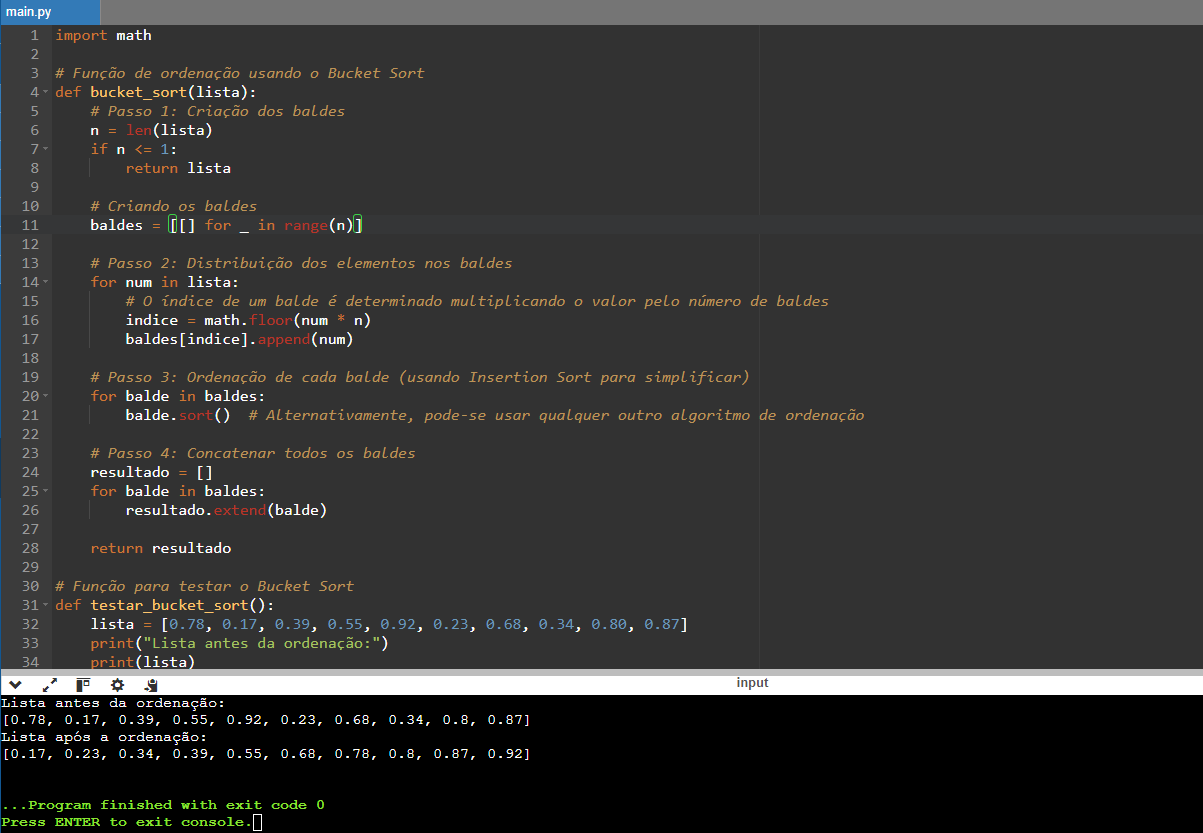 main.py
1 import math
2
3 # Função de ordenação usando o Bucket Sort
4 def bucket_sort(lista):
5     # Passo 1: Criação dos baldes
6     n = len(lista)
7     if n <= 1:
8         return lista
9
10     # Criando os baldes
11     baldes = [[] for _ in range(n)]
12
13     # Passo 2: Distribuição dos elementos nos baldes
14     for num in lista:
15         # O índice de um balde é determinado multiplicando o valor pelo número de baldes
16         indice = math.floor(num * n)
17         baldes[indice].append(num)
18
19     # Passo 3: Ordenação de cada balde (usando Insertion Sort para simplificar)
20     for balde in baldes:
21         balde.sort()  # Alternativamente, pode-se usar qualquer outro algoritmo de ordenação
22
23     # Passo 4: Concatenar todos os baldes
24     resultado = []
25     for balde in baldes:
26         resultado.extend(balde)
27
28     return resultado
29
30 # Função para testar o Bucket Sort
31 def testar_bucket_sort():
32     lista = [0.78, 0.17, 0.39, 0.55, 0.92, 0.23, 0.68, 0.34, 0.80, 0.87]
33     print("Lista antes da ordenação:")
34     print(lista)
input
Lista antes da ordenação:
[0.78, 0.17, 0.39, 0.55, 0.92, 0.23, 0.68, 0.34, 0.8, 0.87]
Lista após a ordenação:
[0.17, 0.23, 0.34, 0.39, 0.55, 0.68, 0.78, 0.8, 0.87, 0.92]
...Program finished with exit code 0
Press ENTER to exit console.